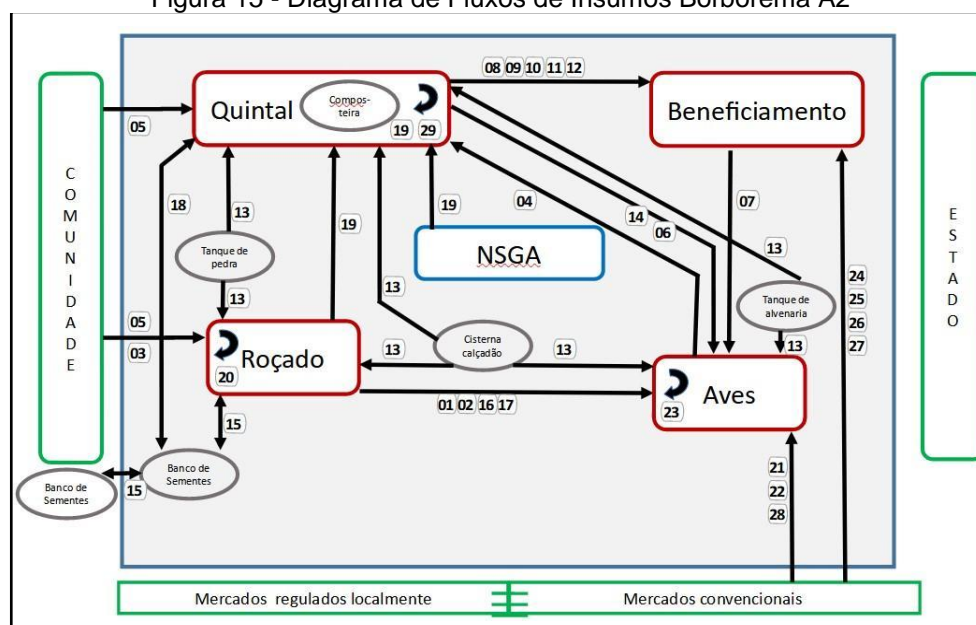 Figura 15 - Diagrama de Fluxos de Insumos Borborema A2
COMUNIDADE
ESTADO
08 09 10 11 12
Quintal
Compos-
teira
19 29
Beneficiamento
05
18
13
19
13
19
04
14
06
07
13
NSGA
Tanque de
pedra
13
Tanque de
alvenaria
13
24
25
26
27
05
03
Roçado
20
13
Cisterna
calçadão
13
01 02 16 17
Aves
23
15
Banco de
Sementes
15
Banco de
Sementes
21
22
28
Mercados regulados localmente
Mercados convencionais